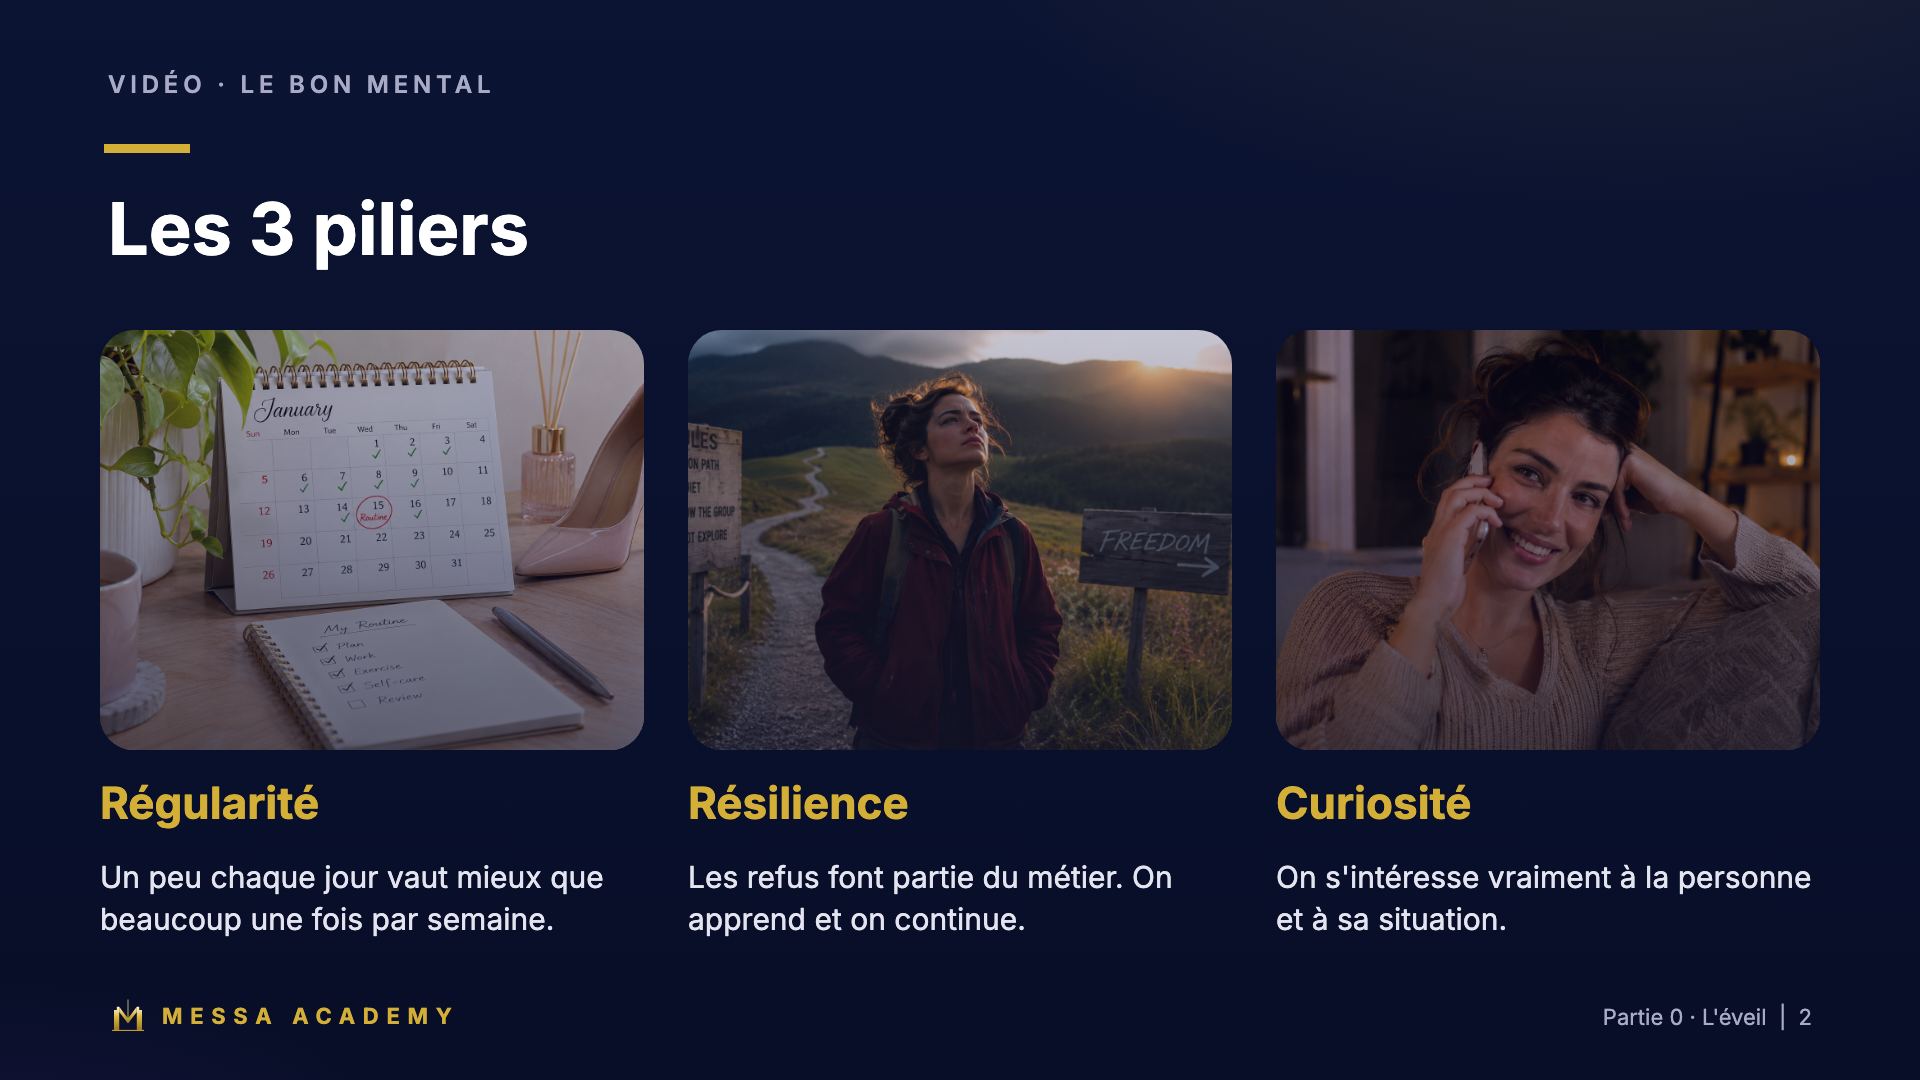 VIDÉO · LE BON MENTAL
Les 3 piliers
January
Sun Mon Tue Wed Thu Fri Sat
1 2 3 4
5 6 7 8 9 10 11
12 13 14 15 16 17 18
Routine
19 20 21 22 23 24 25
26 27 28 29 30 31
My Routine
Plan
Work
Exercise
Self-care
Review
ON PATH
OW THE GROUP
OT EXPLORE
FREEDOM
Régularité
Un peu chaque jour vaut mieux que
beaucoup une fois par semaine.
Résilience
Les refus font partie du métier. On
apprend et on continue.
Curiosité
On s'intéresse vraiment à la personne
et à sa situation.
MESSA ACADEMY
Partie 0 · L'éveil | 2